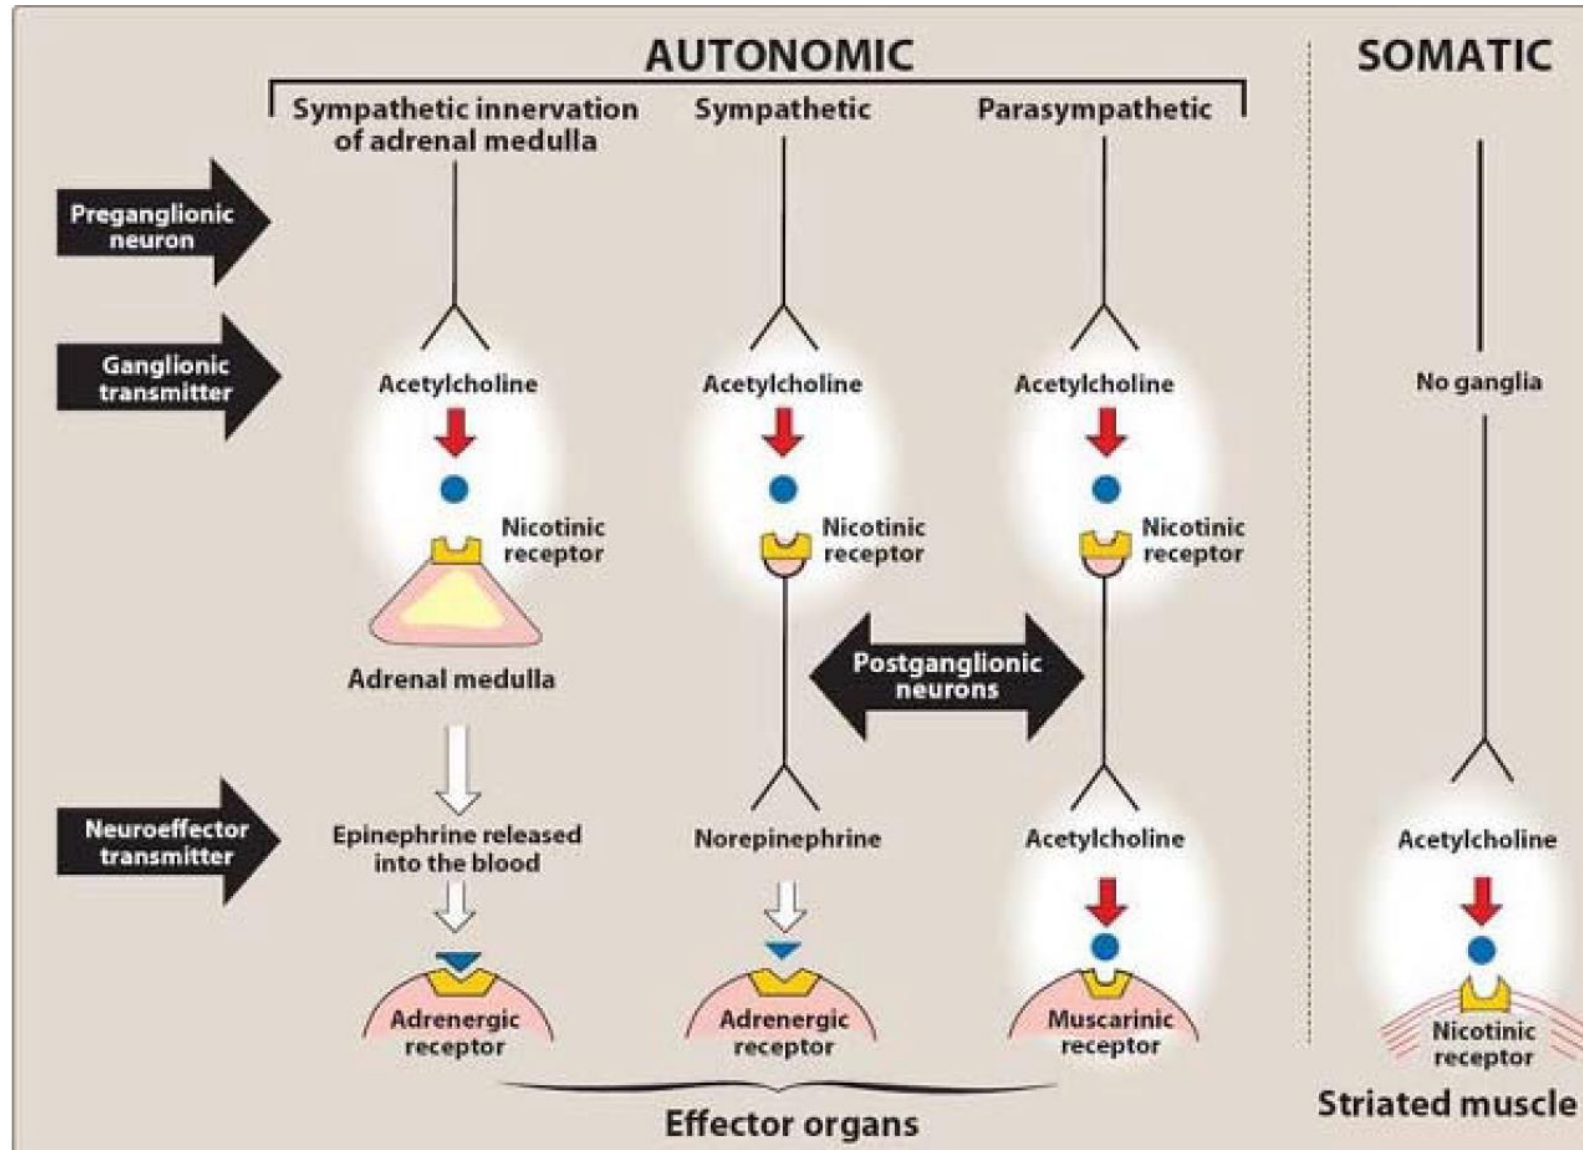 AUTONOMIC
SOMATIC
Sympathetic innervation
of adrenal medulla
Sympathetic
Parasympathetic
Preganglionic
neuron
Ganglionic
transmitter
Acetylcholine
Acetylcholine
Acetylcholine
No ganglia
Nicotinic
receptor
Nicotinic
receptor
Nicotinic
receptor
Adrenal medulla
Postganglionic
neurons
Neuroeffector
transmitter
Epinephrine released
into the blood
Norepinephrine
Acetylcholine
Acetylcholine
Adrenergic
receptor
Adrenergic
receptor
Muscarinic
receptor
Nicotinic
receptor
Effector organs
Striated muscle